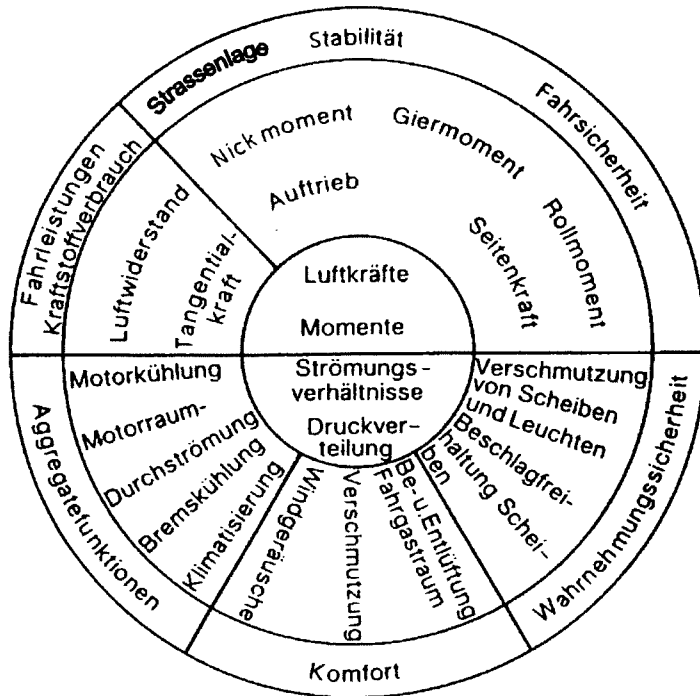 Strassenlage
Stabilität
Fahrsicherheit
Fahrleistungen
Kraftstoffverbrauch
Nickmoment
Giermoment
Auftrieb
Rollmoment
Seitenkraft
Luftwiderstand
Tangential-
kraft
Luftkräfte
Momente
Strömungs-
verhältnisse
Druckver-
teilung
Motorkühlung
Motorraum-
Durchströmung
Bremskühlung
Klimatisierung
Aggregatefunktionen
Windgeräusche
Verschmutzung
Be- u. Entlüftung
Fahrgastraum
Komfort
Verschmutzung
von Scheiben
und Leuchten
Beschlagfrei-
haltung Schei-
ben
Wahrnehmungssicherheit